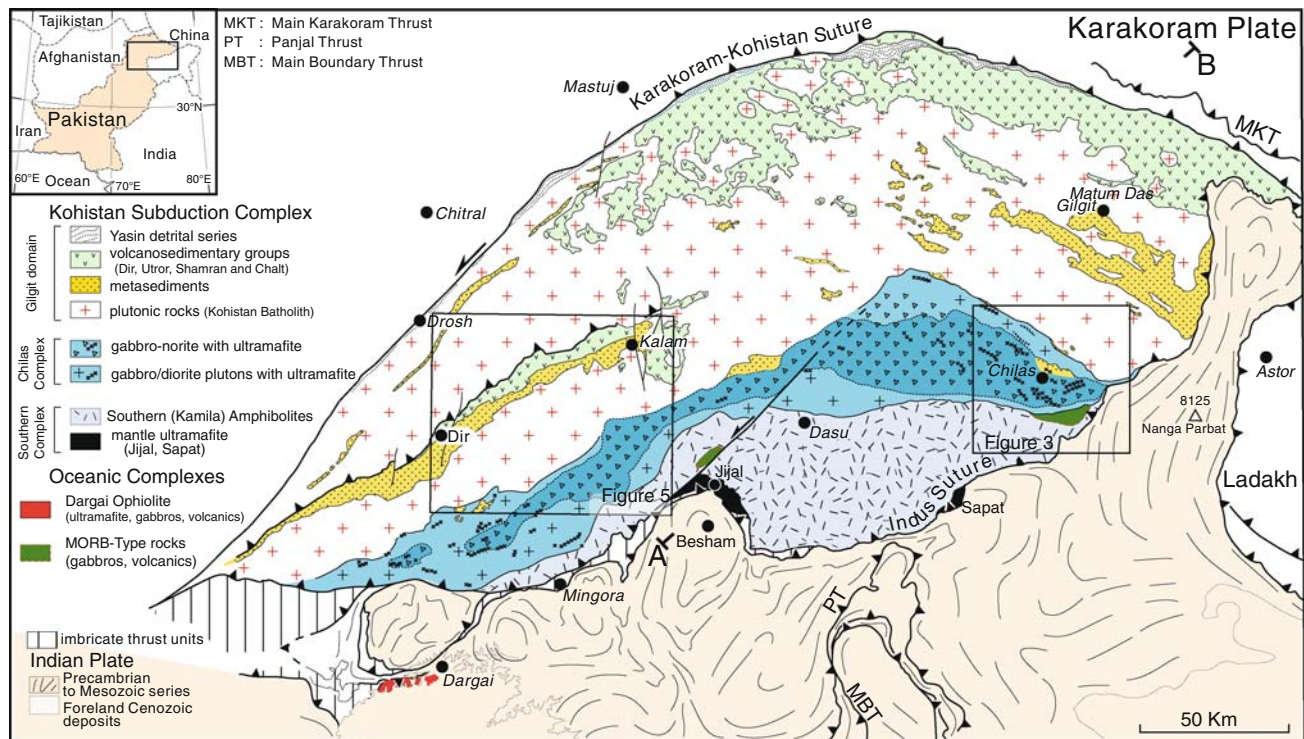 Tajikistan
China
Afghanistan
30°N
Pakistan
Iran
India
60°E
Ocean
70°E
80°E
MKT : Main Karakoram Thrust
PT : Panjal Thrust
MBT : Main Boundary Thrust
Karakoram Plate
B
Karakoram-Kohistan Suture
MKT
Mastuj
Chitral
Matum Das
Gilgit
Drosh
Kalam
Dir
Chilas
Astor
8125
Nanga Parbat
Dasu
Figure 3
Figure 5
Jijal
Indus Suture
Sapat
Ladakh
A
Besham
Mingora
PT
MBT
Dargai
50 Km
Kohistan Subduction Complex
Gilgit domain
Yasin detrital series
volcanosedimentary groups
(Dir, Utror, Shamran and Chalt)
metasediments
plutonic rocks (Kohistan Batholith)
Chilas
Complex
gabbro-norite with ultramafite
gabbro/diorite plutons with ultramafite
Southern
Complex
Southern (Kamila) Amphibolites
mantle ultramafite
(Jijal, Sapat)
Oceanic Complexes
Dargai Ophiolite
(ultramafite, gabbros, volcanics)
MORB-Type rocks
(gabbros, volcanics)
imbricate thrust units
Indian Plate
Precambrian
to Mesozoic series
Foreland Cenozoic
deposits